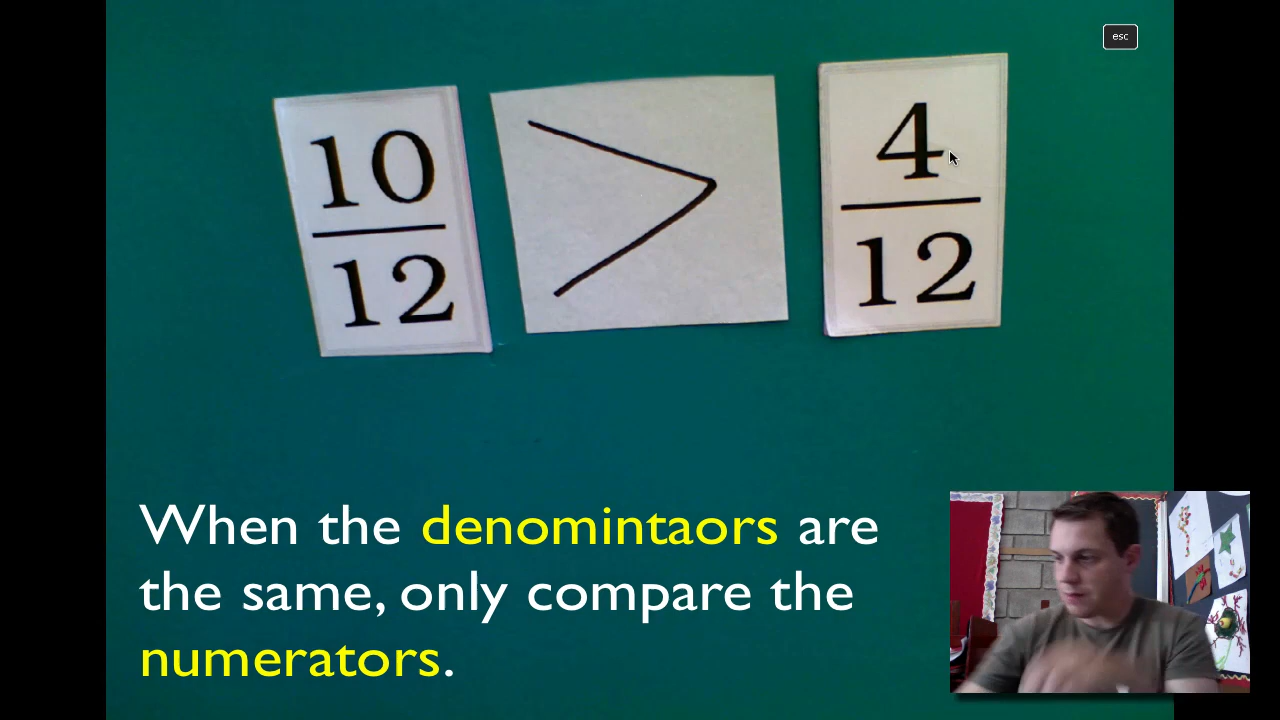 esc
10
12
>
4
12
When the denomintaors are
the same, only compare the
numerators.